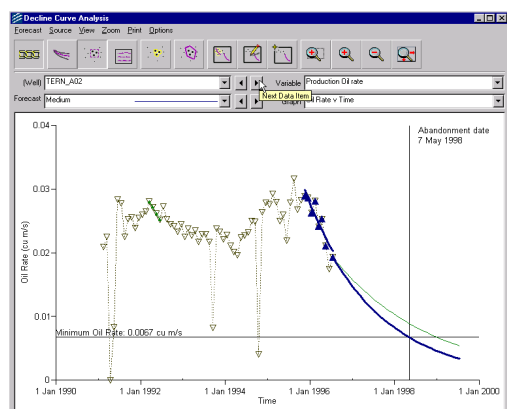 Decline Curve Analysis
Forecast Source View Zoom Print Options
(Well) TERN_A02 Variable Production Oil rate
Forecast Medium Graph Oil Rate v Time
Next Data Item
0.04
Abandonment date
7 May 1998
0.03
Oil Rate (cu m/s)
0.02
0.01
Minimum Oil Rate: 0.0067 cu m/s
0
1 Jan 1990 1 Jan 1992 1 Jan 1994 1 Jan 1996 1 Jan 1998 1 Jan 2000
Time